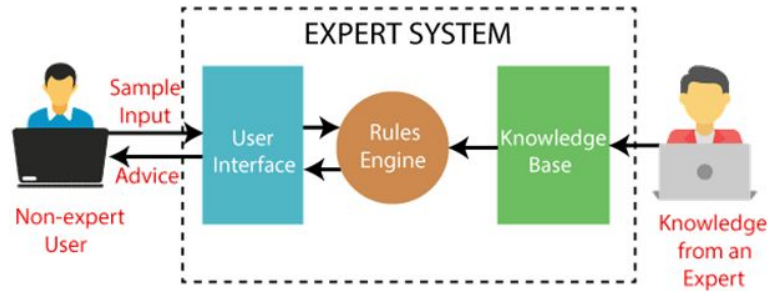 EXPERT SYSTEM
Sample
Input
Advice
Non-expert
User
User
Interface
Rules
Engine
Knowledge
Base
Knowledge
from an
Expert